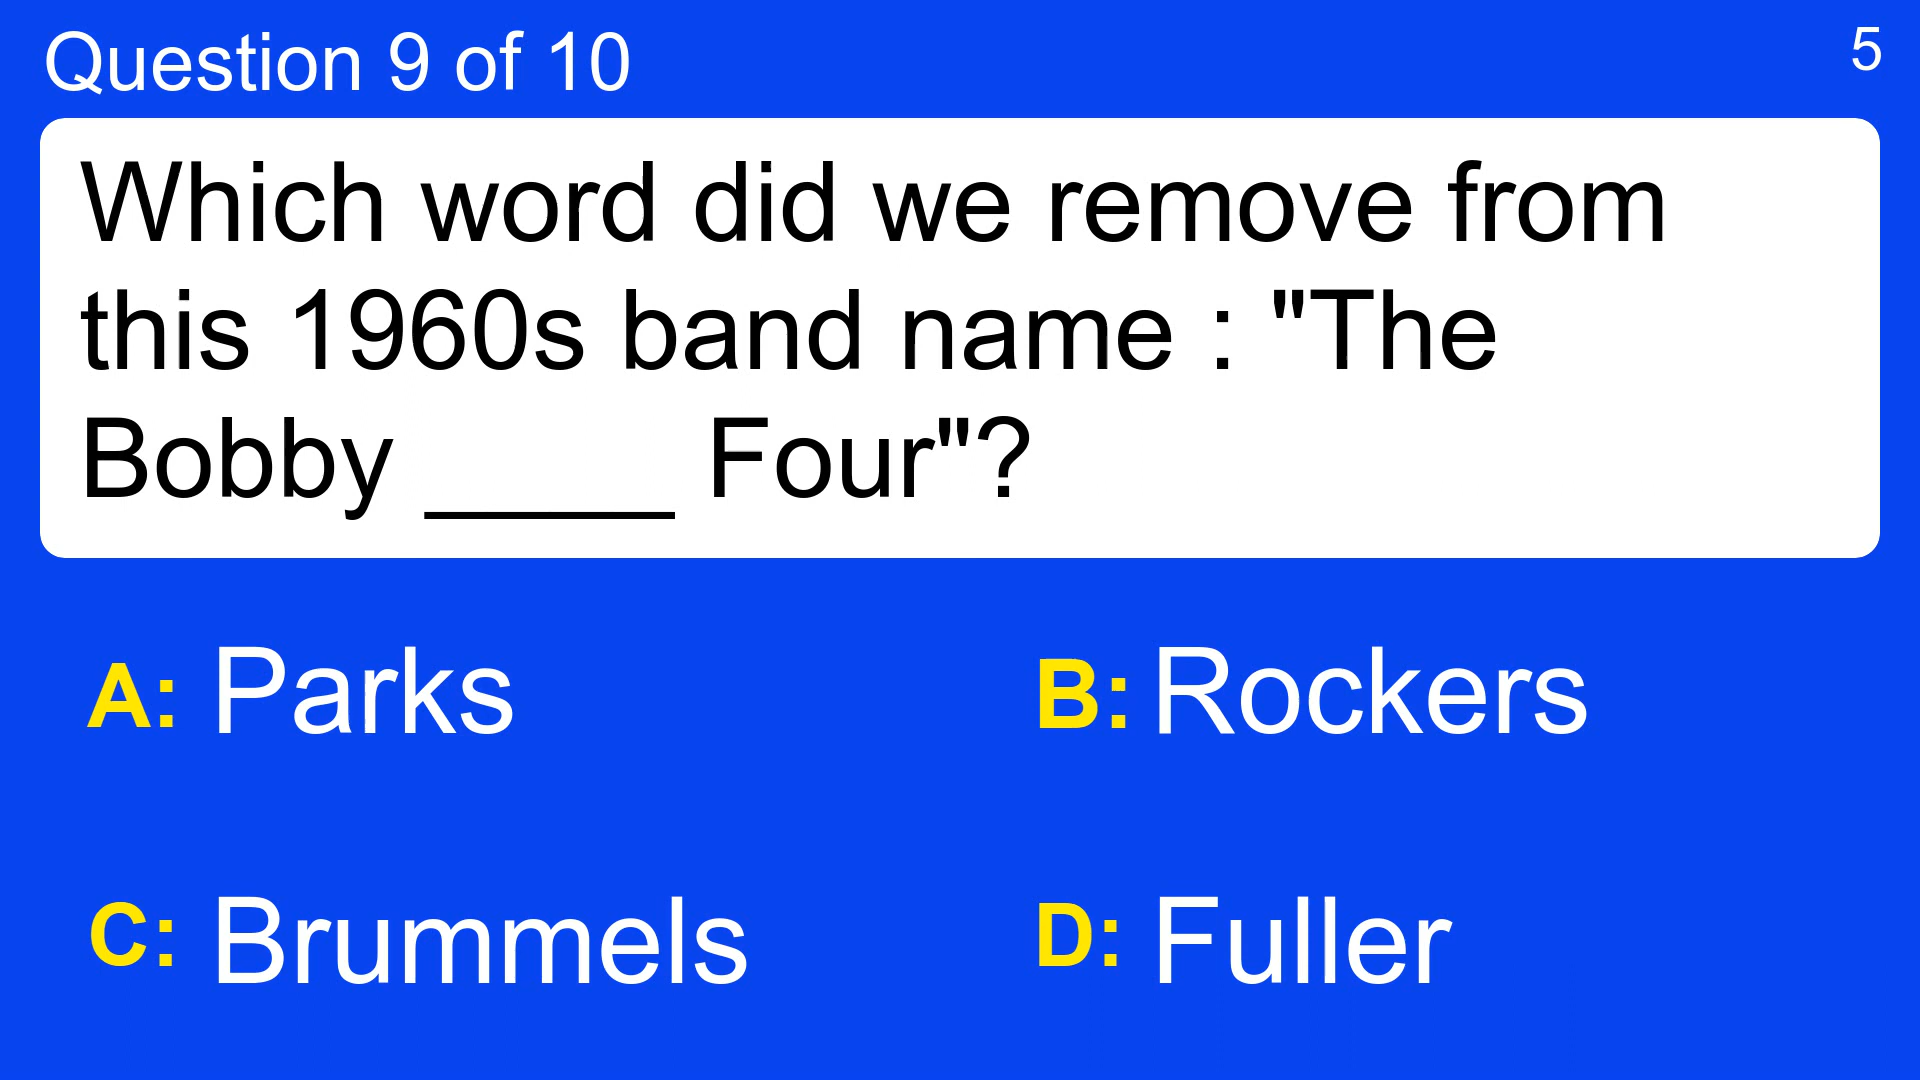 Question 9 of 10
5
Which word did we remove from
this 1960s band name : "The
Bobby _____ Four"?
A: Parks
B: Rockers
C: Brummels
D: Fuller